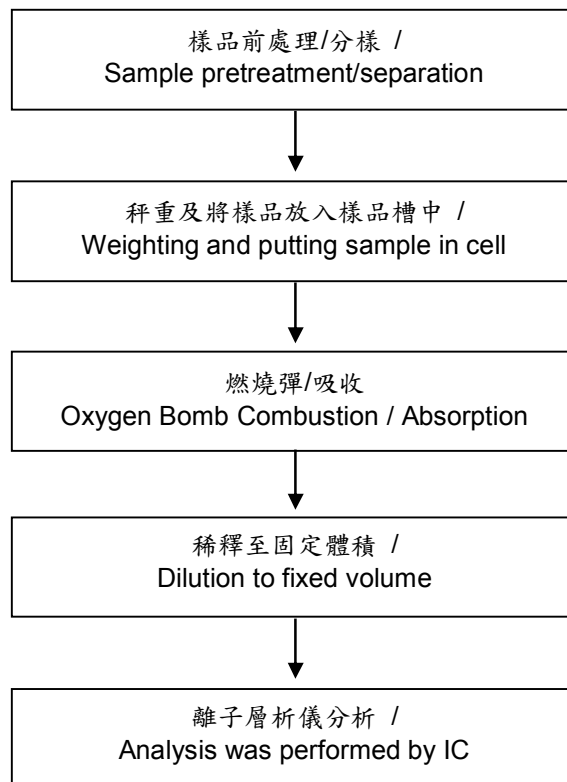 樣品前處理/分樣 /
Sample pretreatment/separation
秤重及將樣品放入樣品槽中 /
Weighting and putting sample in cell
燃燒彈/吸收
Oxygen Bomb Combustion / Absorption
稀釋至固定體積 /
Dilution to fixed volume
離子層析儀分析 /
Analysis was performed by IC